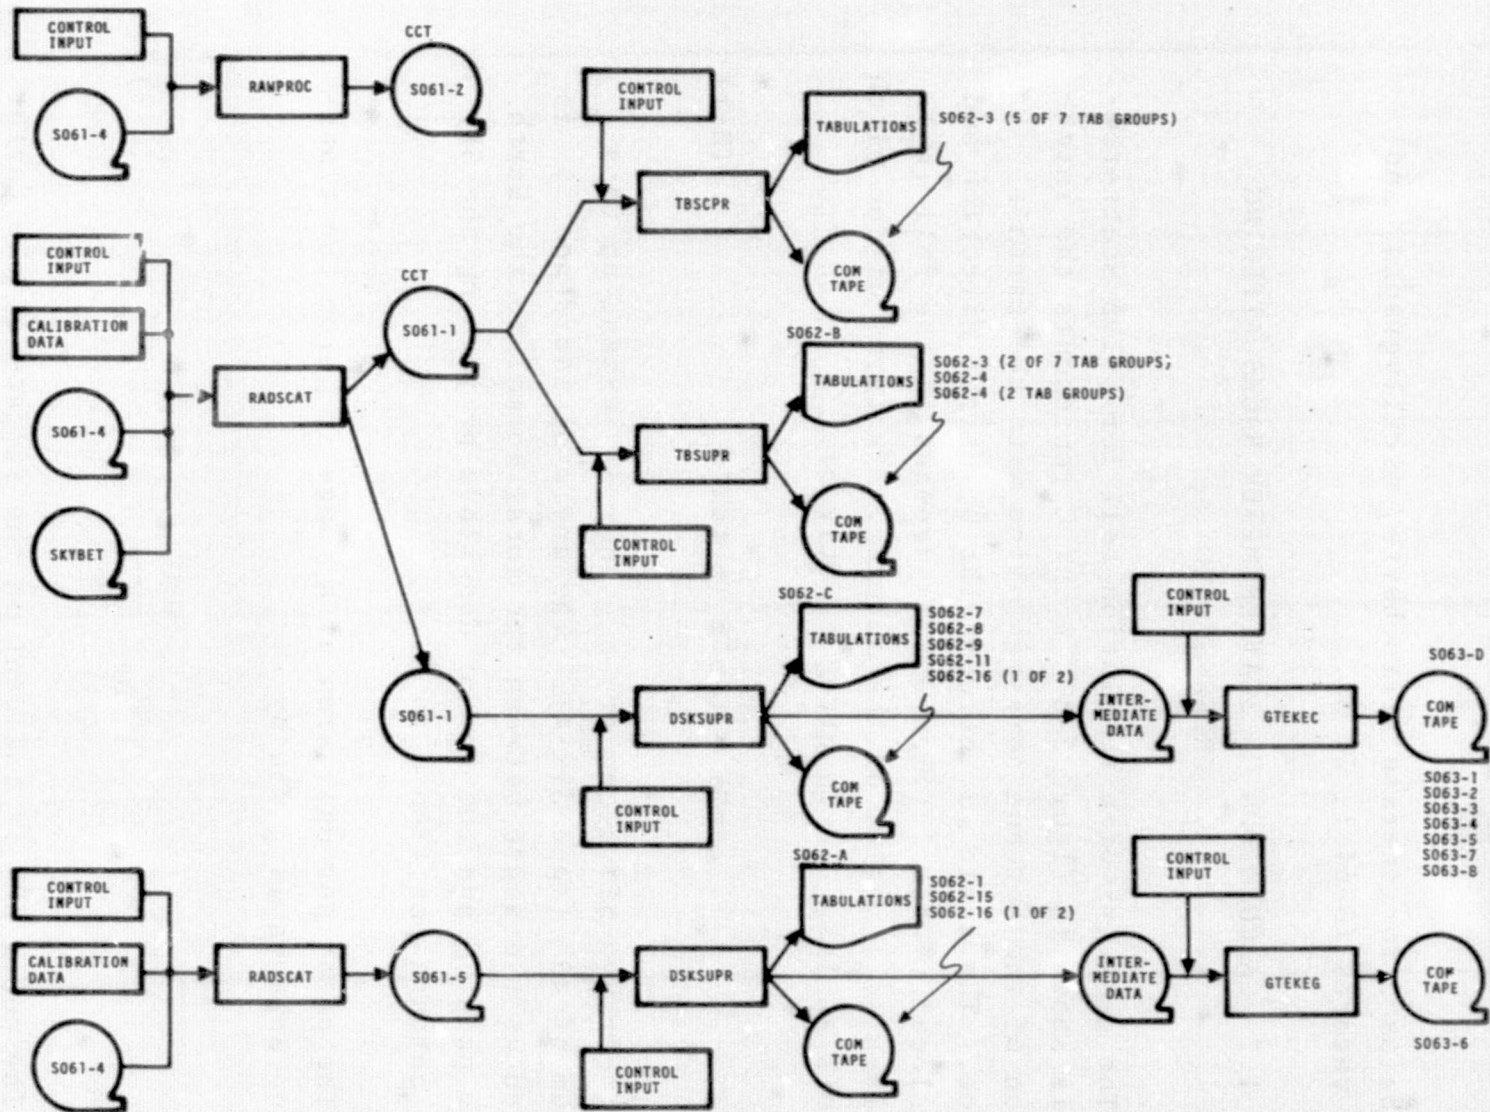 CONTROL
INPUT
S061-4
RAWPROC
CCT
S061-2
CONTROL
INPUT
TBSCPR
TABULATIONS
S062-3 (5 OF 7 TAB GROUPS)
COM
TAPE
CONTROL
INPUT
CALIBRATION
DATA
S061-4
SKYBET
RADSCAT
CCT
S061-1
S062-B
TABULATIONS
S062-3 (2 OF 7 TAB GROUPS;
S062-4
S062-4 (2 TAB GROUPS)
TBSUPR
COM
TAPE
CONTROL
INPUT
S061-1
S062-C
TABULATIONS
S062-7
S062-8
S062-9
S062-11
S062-16 (1 OF 2)
DSKSUPR
COM
TAPE
CONTROL
INPUT
CONTROL
INPUT
INTER-
MEDIATE
DATA
GTEKEC
S063-D
COM
TAPE
S063-1
S063-2
S063-3
S063-4
S063-5
S063-7
S063-8
CONTROL
INPUT
CALIBRATION
DATA
S061-4
RADSCAT
S061-5
S062-A
TABULATIONS
S062-1
S062-15
S062-16 (1 OF 2)
DSKSUPR
COM
TAPE
CONTROL
INPUT
CONTROL
INPUT
INTER-
MEDIATE
DATA
GTEKEG
COM
TAPE
S063-6